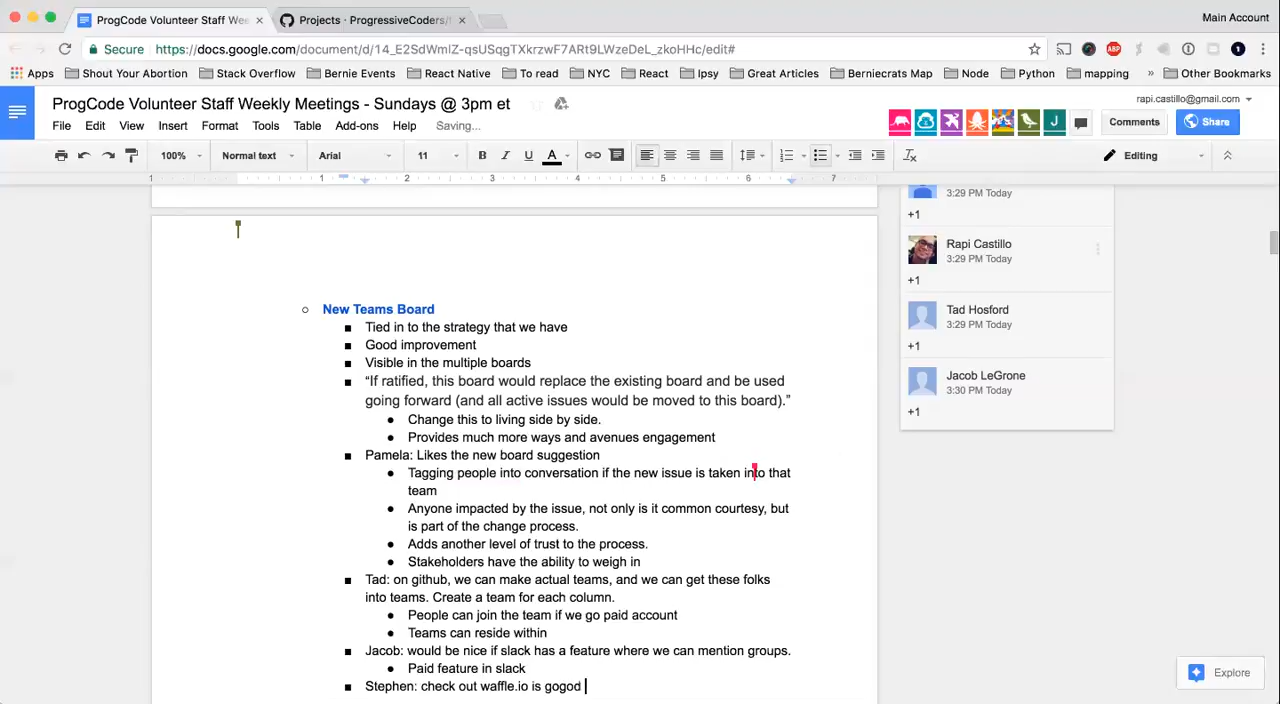 ProgCode Volunteer Staff Wee
Projects · ProgressiveCoders/
Main Account
Secure https://docs.google.com/document/d/14_E2SdWmIZ-qsUSqgTXkrzwF7ARt9LWzeDeL_zkoHHc/edit#
Apps Shout Your Abortion Stack Overflow Bernie Events React Native To read NYC React Ipsy Great Articles Berniecrats Map Node Python mapping » Other Bookmarks
ProgCode Volunteer Staff Weekly Meetings - Sundays @ 3pm et
rapi.castillo@gmail.com
File Edit View Insert Format Tools Table Add-ons Help Saving...
J
Comments
Share
100% Normal text Arial 11 B I U A Editing
1 1 2 3 4 5 6 7
3:29 PM Today
+1
Rapi Castillo
3:29 PM Today
+1
Tad Hosford
3:29 PM Today
+1
Jacob LeGrone
3:30 PM Today
+1
New Teams Board
Tied in to the strategy that we have
Good improvement
Visible in the multiple boards
“If ratified, this board would replace the existing board and be used
going forward (and all active issues would be moved to this board).”
Change this to living side by side.
Provides much more ways and avenues engagement
Pamela: Likes the new board suggestion
Tagging people into conversation if the new issue is taken into that
team
Anyone impacted by the issue, not only is it common courtesy, but
is part of the change process.
Adds another level of trust to the process.
Stakeholders have the ability to weigh in
Tad: on github, we can make actual teams, and we can get these folks
into teams. Create a team for each column.
People can join the team if we go paid account
Teams can reside within
Jacob: would be nice if slack has a feature where we can mention groups.
Paid feature in slack
Stephen: check out waffle.io is gogod
Explore